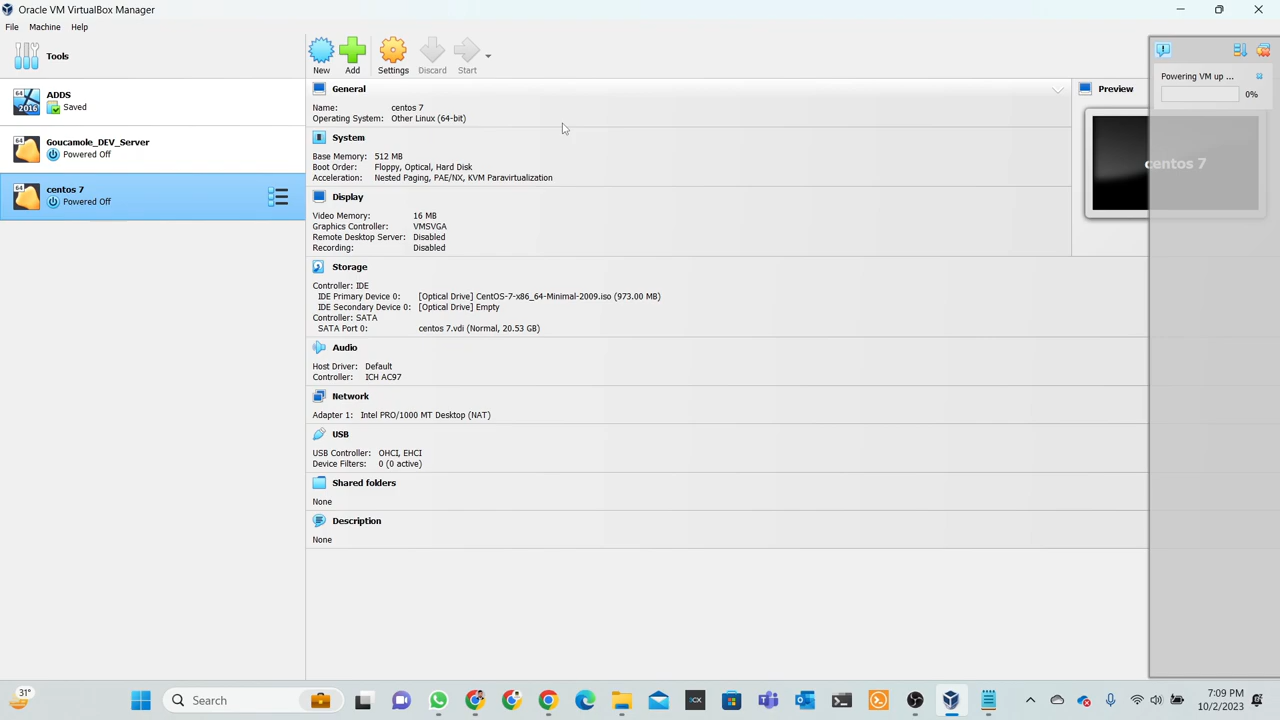 Oracle VM VirtualBox Manager
File Machine Help
Tools
New Add Settings Discard Start
Powering VM up ...
0%
64
2016
ADDS
Saved
64
Goucamole_DEV_Server
Powered Off
64
centos 7
Powered Off
General
Name: centos 7
Operating System: Other Linux (64-bit)
Preview
centos 7
System
Base Memory: 512 MB
Boot Order: Floppy, Optical, Hard Disk
Acceleration: Nested Paging, PAE/NX, KVM Paravirtualization
Display
Video Memory: 16 MB
Graphics Controller: VMSVGA
Remote Desktop Server: Disabled
Recording: Disabled
Storage
Controller: IDE
IDE Primary Device 0: [Optical Drive] CentOS-7-x86_64-Minimal-2009.iso (973.00 MB)
IDE Secondary Device 0: [Optical Drive] Empty
Controller: SATA
SATA Port 0: centos 7.vdi (Normal, 20.53 GB)
Audio
Host Driver: Default
Controller: ICH AC97
Network
Adapter 1: Intel PRO/1000 MT Desktop (NAT)
USB
USB Controller: OHCI, EHCI
Device Filters: 0 (0 active)
Shared folders
None
Description
None
31°
Search
7:09 PM
10/2/2023